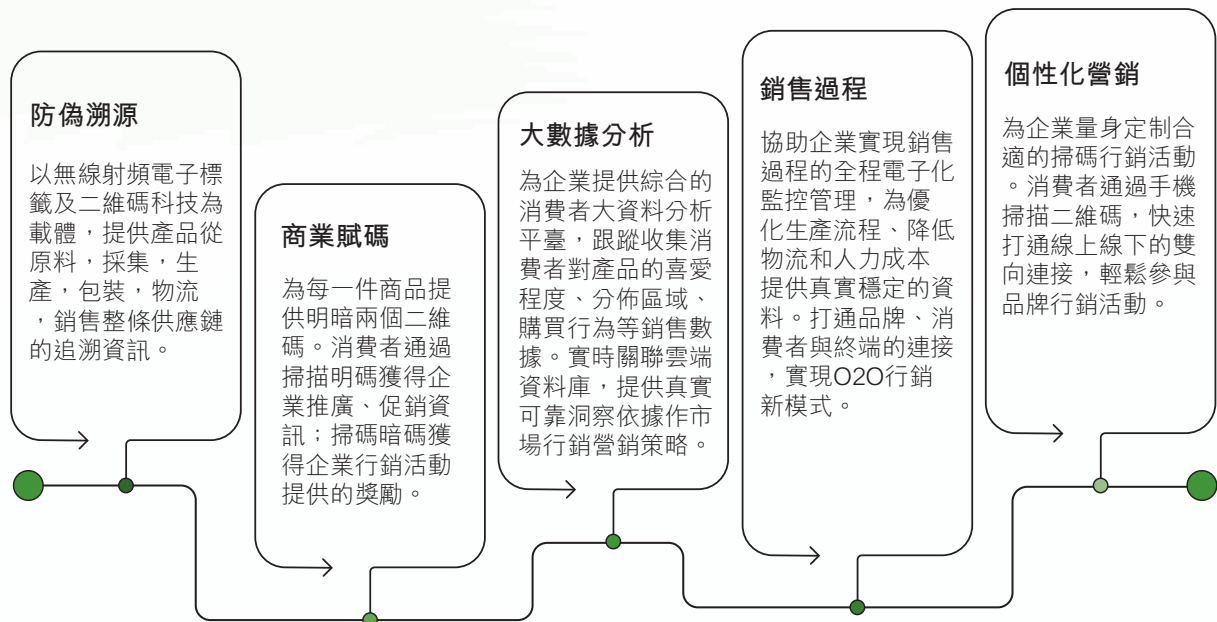 防偽溯源
以無線射頻電子標
籤及二維碼科技為
載體，提供產品從
原料，採集，生
產，包裝，物流
，銷售整條供應鏈
的追溯資訊。
商業賦碼
為每一件商品提
供明暗兩個二維
碼。消費者通過
掃描明碼獲得企
業推廣、促銷資
訊；掃碼暗碼獲
得企業行銷活動
提供的獎勵。
大數據分析
為企業提供綜合的
消費者大資料分析
平臺，跟蹤收集消
費者對產品的喜愛
程度、分佈區域、
購買行為等銷售數
據。實時關聯雲端
資料庫，提供真實
可靠洞察依據作市
場行銷營銷策略。
銷售過程
協助企業實現銷售
過程的全程電子化
監控管理，為優
化生產流程、降低
物流和人力成本
提供真實穩定的資
料。打通品牌、消
費者與終端的連接
，實現O2O行銷
新模式。
個性化營銷
為企業量身定制合
適的掃碼行銷活動
。消費者通過手機
掃描二維碼，快速
打通線上線下的雙
向連接，輕鬆參與
品牌行銷活動。